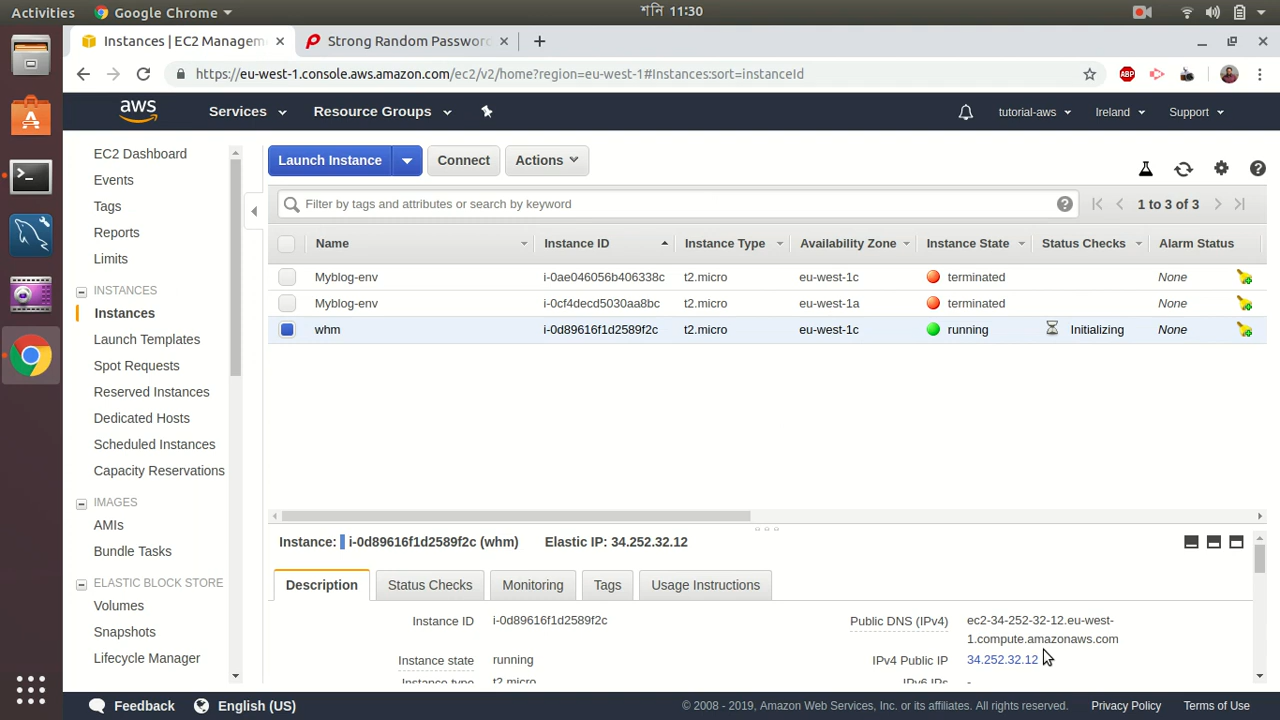 Activities Google Chrome শনি 11:30
Instances | EC2 Managem Strong Random Password
https://eu-west-1.console.aws.amazon.com/ec2/v2/home?region=eu-west-1#Instances:sort=instanceId
ABP
aws Services Resource Groups tutorial-aws Ireland Support
EC2 Dashboard
Events
Tags
Reports
Limits
INSTANCES
Instances
Launch Templates
Spot Requests
Reserved Instances
Dedicated Hosts
Scheduled Instances
Capacity Reservations
IMAGES
AMIs
Bundle Tasks
ELASTIC BLOCK STORE
Volumes
Snapshots
Lifecycle Manager
Launch Instance Connect Actions
Filter by tags and attributes or search by keyword 1 to 3 of 3
Name Instance ID Instance Type Availability Zone Instance State Status Checks Alarm Status
Myblog-env i-0ae046056b406338c t2.micro eu-west-1c terminated None
Myblog-env i-0cf4decd5030aa8bc t2.micro eu-west-1a terminated None
whm i-0d89616f1d2589f2c t2.micro eu-west-1c running Initializing None
Instance: i-0d89616f1d2589f2c (whm) Elastic IP: 34.252.32.12
Description Status Checks Monitoring Tags Usage Instructions
Instance ID i-0d89616f1d2589f2c Public DNS (IPv4) ec2-34-252-32-12.eu-west-
1.compute.amazonaws.com
Instance state running IPv4 Public IP 34.252.32.12
Instance type t2.micro IPv6 IPs -
Feedback English (US) © 2008 - 2019, Amazon Web Services, Inc. or its affiliates. All rights reserved. Privacy Policy Terms of Use